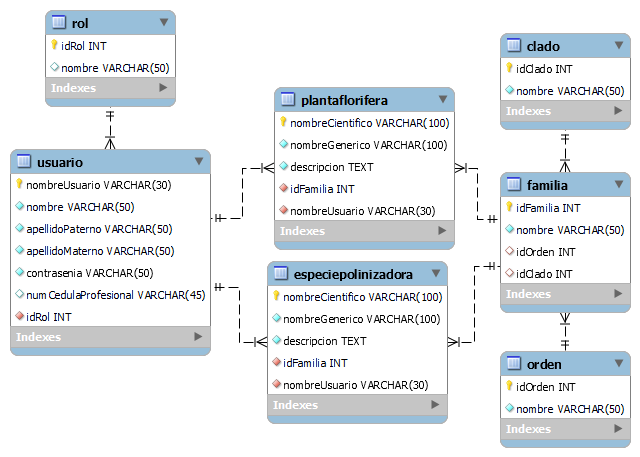 rol
idRol INT
nombre VARCHAR(50)
Indexes
usuario
nombreUsuario VARCHAR(30)
nombre VARCHAR(50)
apellidoPaterno VARCHAR(50)
apellidoMaterno VARCHAR(50)
contrasenia VARCHAR(50)
numCedulaProfesional VARCHAR(45)
idRol INT
Indexes
plantaflorifera
nombreCientifico VARCHAR(100)
nombreGenerico VARCHAR(100)
descripcion TEXT
idFamilia INT
nombreUsuario VARCHAR(30)
Indexes
especiepolinizadora
nombreCientifico VARCHAR(100)
nombreGenerico VARCHAR(100)
descripcion TEXT
idFamilia INT
nombreUsuario VARCHAR(30)
Indexes
clado
idClado INT
nombre VARCHAR(50)
Indexes
familia
idFamilia INT
nombre VARCHAR(50)
idOrden INT
idClado INT
Indexes
orden
idOrden INT
nombre VARCHAR(50)
Indexes